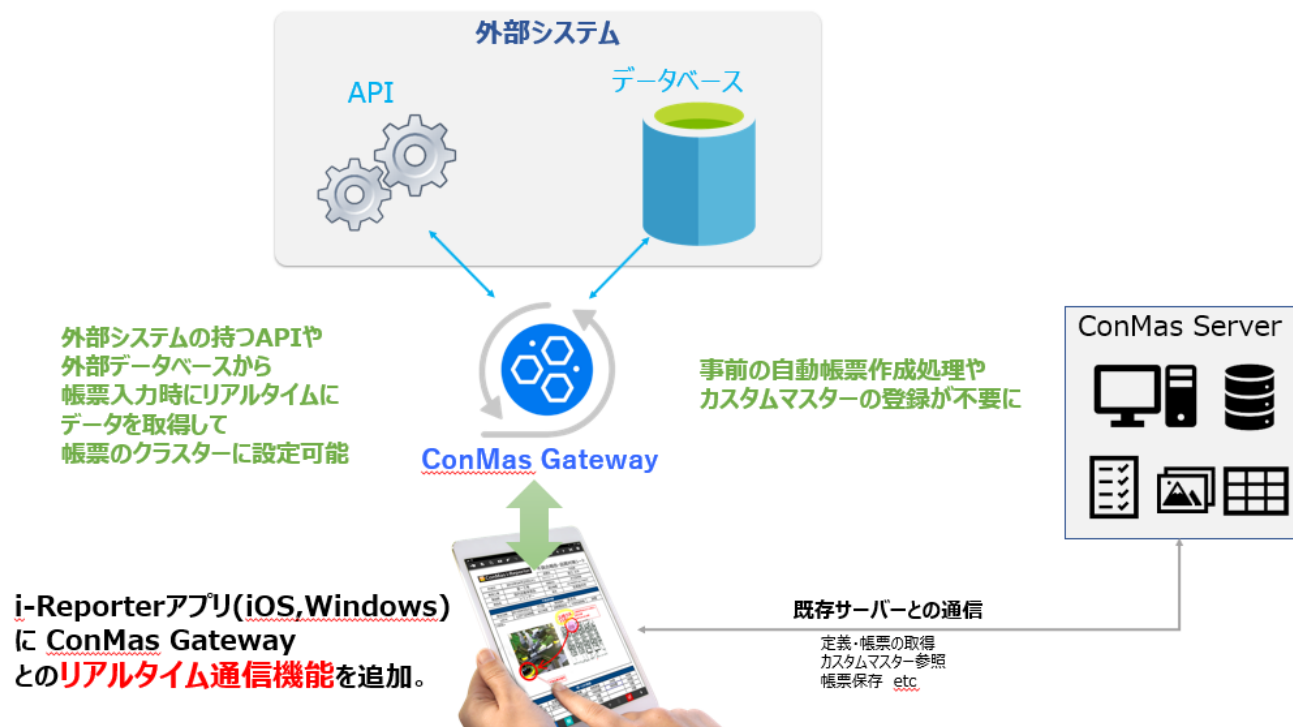 外部システム
API
データベース
外部システムの持つAPIや
外部データベースから
帳票入力時にリアルタイムに
データを取得して
帳票のクラスターに設定可能
事前の自動帳票作成処理や
カスタムマスターの登録が不要に
ConMas Server
ConMas Gateway
i-Reporterアプリ(iOS,Windows)
に ConMas Gateway
とのリアルタイム通信機能を追加。
既存サーバーとの通信
定義・帳票の取得
カスタムマスター参照
帳票保存 etc
ConMas i-Reporter